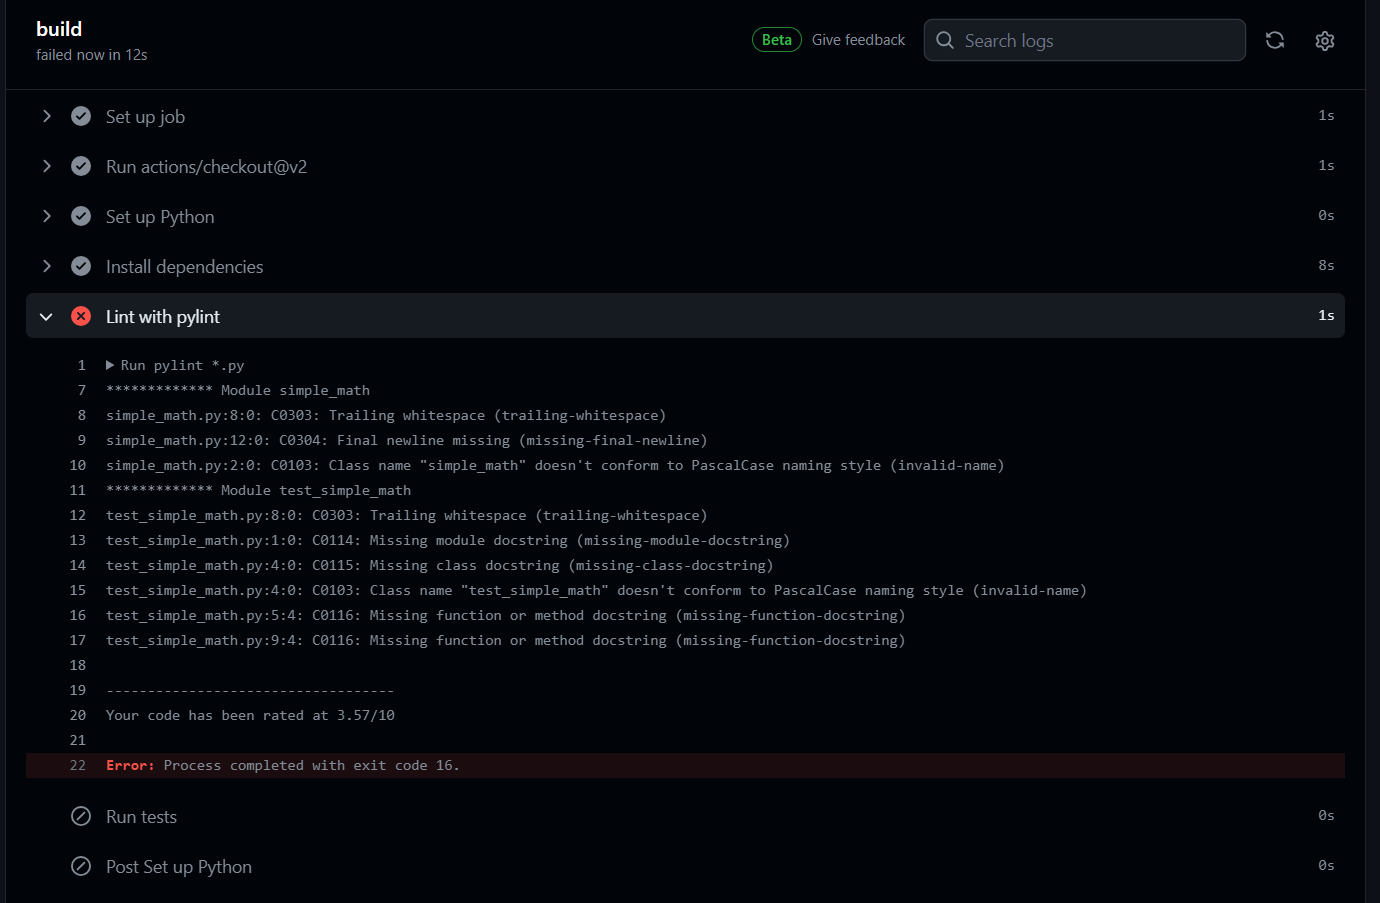 build
failed now in 12s
Beta Give feedback
Search logs
Set up job 1s
Run actions/checkout@v2 1s
Set up Python 0s
Install dependencies 8s
Lint with pylint 1s
1 Run pylint *.py
7 ************* Module simple_math
8 simple_math.py:8:0: C0303: Trailing whitespace (trailing-whitespace)
9 simple_math.py:12:0: C0304: Final newline missing (missing-final-newline)
10 simple_math.py:2:0: C0103: Class name "simple_math" doesn't conform to PascalCase naming style (invalid-name)
11 ************* Module test_simple_math
12 test_simple_math.py:8:0: C0303: Trailing whitespace (trailing-whitespace)
13 test_simple_math.py:1:0: C0114: Missing module docstring (missing-module-docstring)
14 test_simple_math.py:4:0: C0115: Missing class docstring (missing-class-docstring)
15 test_simple_math.py:4:0: C0103: Class name "test_simple_math" doesn't conform to PascalCase naming style (invalid-name)
16 test_simple_math.py:5:4: C0116: Missing function or method docstring (missing-function-docstring)
17 test_simple_math.py:9:4: C0116: Missing function or method docstring (missing-function-docstring)
18
19 -----------------------------------
20 Your code has been rated at 3.57/10
21
22 Error: Process completed with exit code 16.
Run tests 0s
Post Set up Python 0s